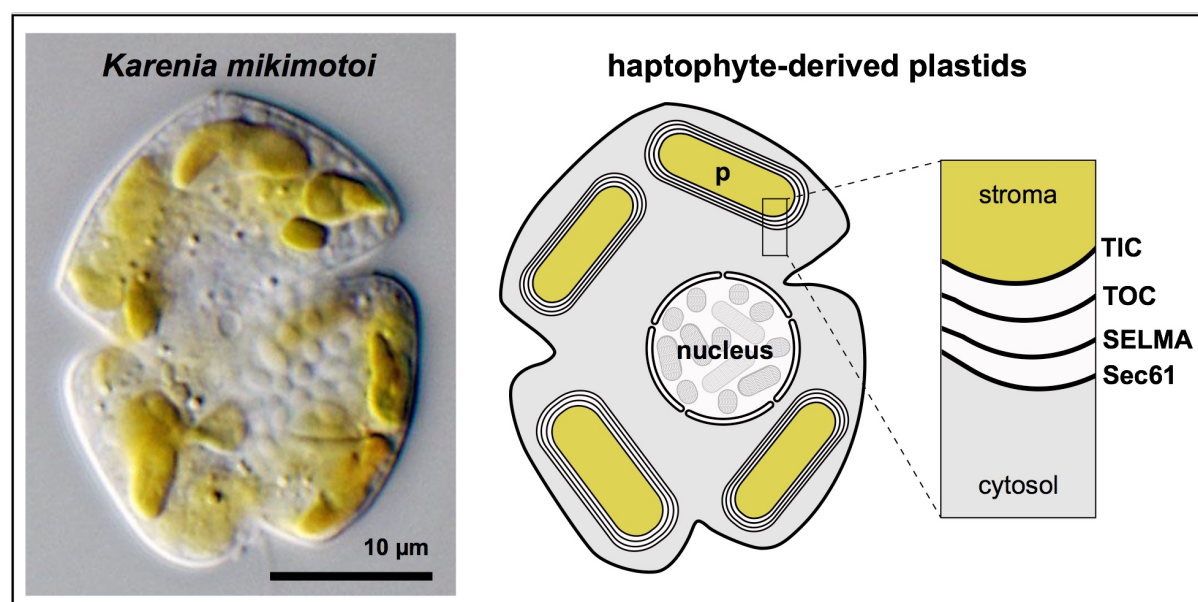 Karenia mikimotoi
10 µm
haptophyte-derived plastids
p
nucleus
stroma
TIC
TOC
SELMA
Sec61
cytosol